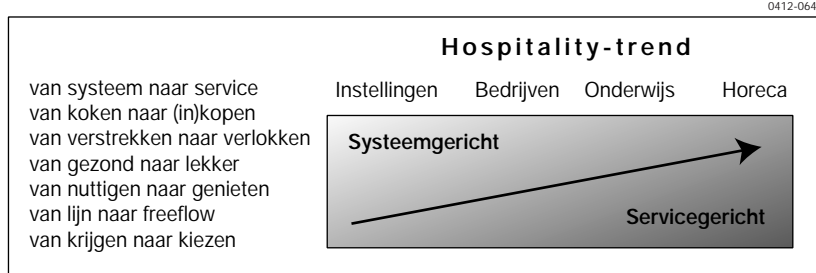 0412-064
Hospitality-trend
van systeem naar service
van koken naar (in)kopen
van verstrekken naar verlokken
van gezond naar lekker
van nuttigen naar genieten
van lijn naar freeflow
van krijgen naar kiezen
Instellingen Bedrijven Onderwijs Horeca
Systeemgericht
Servicegericht